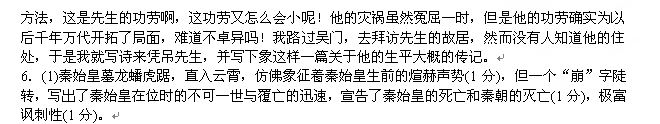 方法，这是先生的功劳啊，这功劳又怎么会小呢！他的灾祸虽然冤屈一时，但是他的功劳确实为以
后千年万代开拓了局面，难道不卓异吗！我路过吴门，去拜访先生的故居，然而没有人知道他的住
处，于是我就写诗来凭吊先生，并写下象这样一篇关于他的生平大概的传记。
6．(1)秦始皇墓龙蟠虎踞，直入云霄，仿佛象征着秦始皇生前的煊赫声势(1 分)，但一个“崩”字陡
转，写出了秦始皇在位时的不可一世与覆亡的迅速，宣告了秦始皇的死亡和秦朝的灭亡(1 分)，极富
讽刺性(1 分)。